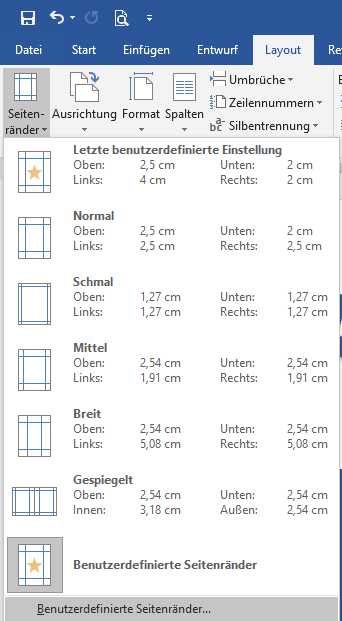 Datei Start Einfügen Entwurf Layout
Seiten-
ränder Ausrichtung Format Spalten
Umbrüche
Zeilennummern
Silbentrennung
Letzte benutzerdefinierte Einstellung
Oben: 2,5 cm Unten: 2 cm
Links: 4 cm Rechts: 2 cm
Normal
Oben: 2,5 cm Unten: 2 cm
Links: 2,5 cm Rechts: 2,5 cm
Schmal
Oben: 1,27 cm Unten: 1,27 cm
Links: 1,27 cm Rechts: 1,27 cm
Mittel
Oben: 2,54 cm Unten: 2,54 cm
Links: 1,91 cm Rechts: 1,91 cm
Breit
Oben: 2,54 cm Unten: 2,54 cm
Links: 5,08 cm Rechts: 5,08 cm
Gespiegelt
Oben: 2,54 cm Unten: 2,54 cm
Innen: 3,18 cm Außen: 2,54 cm
Benutzerdefinierte Seitenränder
Benutzerdefinierte Seitenränder...